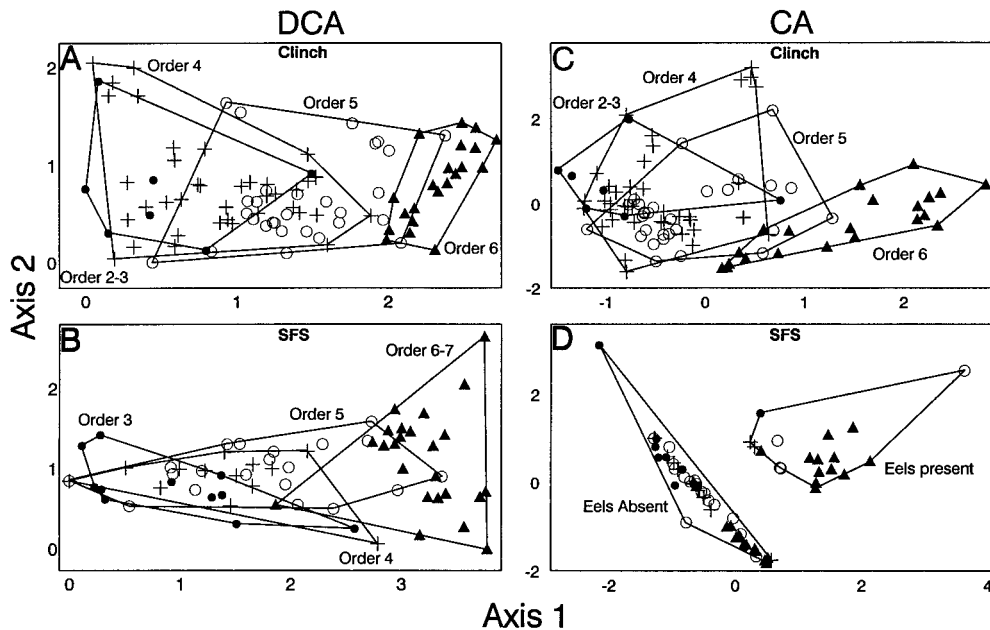 DCA
CA
A
Clinch
Order 4
Order 5
Order 2-3
Order 6
2
1
0
0
1
2
C
Clinch
Order 4
Order 2-3
Order 5
Order 6
2
0
-2
-1
0
1
2
Axis 2
B
SFS
Order 6-7
Order 3
Order 5
Order 4
2
1
0
0
1
2
3
D
SFS
Eels Absent
Eels present
2
0
-2
-2
0
2
4
Axis 1